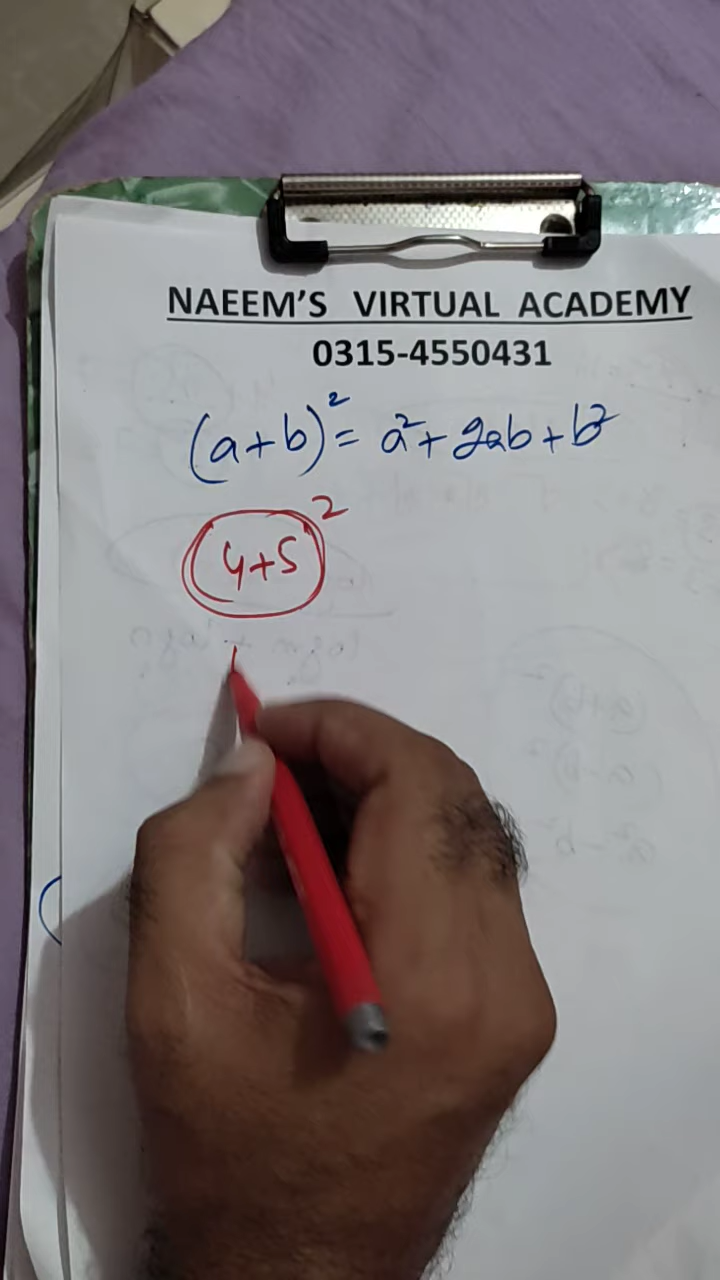 NAEEM'S VIRTUAL ACADEMY
0315-4550431
(a+b)² = a² + 2ab + b²
(4+5)²